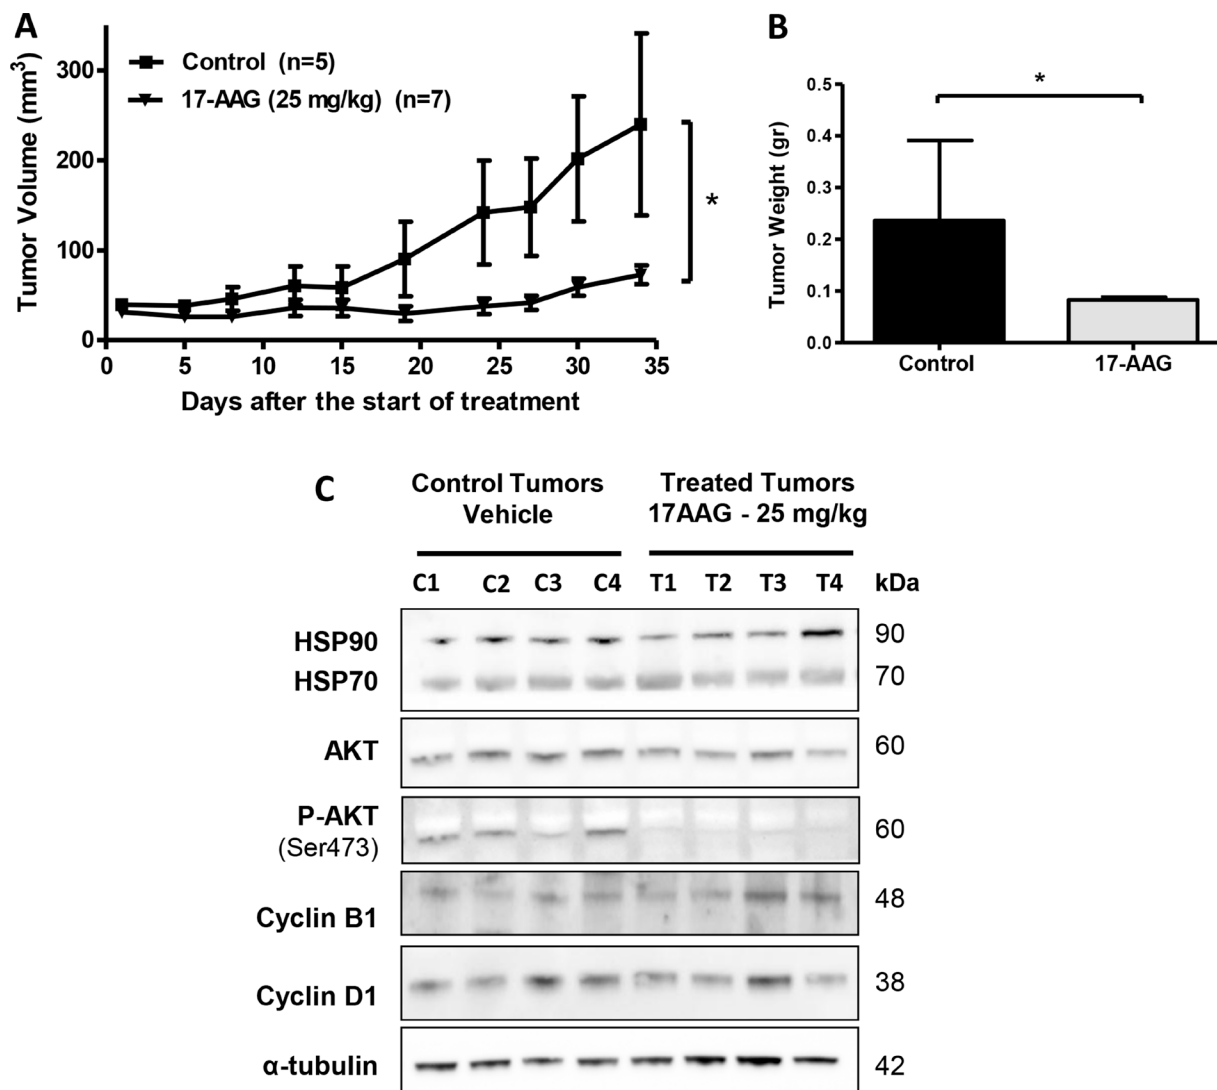 A
Tumor Volume (mm3)
300
200
100
0
Control (n=5)
17-AAG (25 mg/kg) (n=7)
*
0 5 10 15 20 25 30 35
Days after the start of treatment
B
Tumor Weight (gr)
0.5
0.4
0.3
0.2
0.1
0.0
*
Control 17-AAG
C
Control Tumors
Vehicle
Treated Tumors
17AAG - 25 mg/kg
C1 C2 C3 C4 T1 T2 T3 T4 kDa
HSP90 90
HSP70 70
AKT 60
P-AKT
(Ser473) 60
Cyclin B1 48
Cyclin D1 38
α-tubulin 42